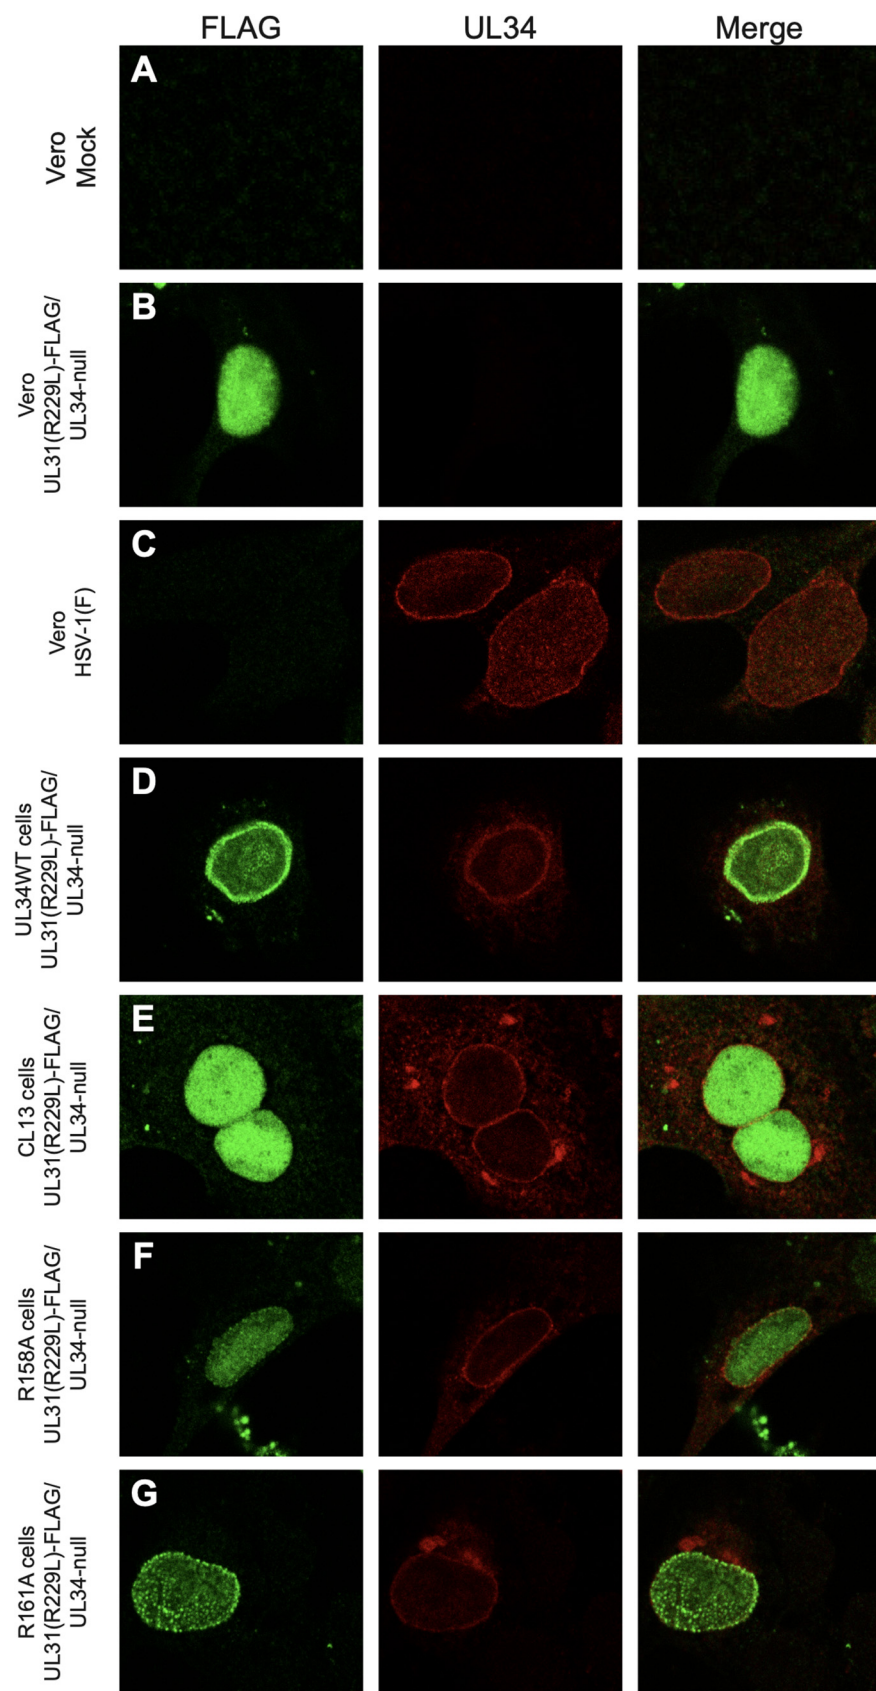 FLAG UL34 Merge
A
Vero
Mock
B
Vero
UL31(R229L)-FLAG/
UL34-null
C
Vero
HSV-1(F)
D
UL34WT cells
UL31(R229L)-FLAG/
UL34-null
E
CL13 cells
UL31(R229L)-FLAG/
UL34-null
F
R158A cells
UL31(R229L)-FLAG/
UL34-null
G
R161A cells
UL31(R229L)-FLAG/
UL34-null